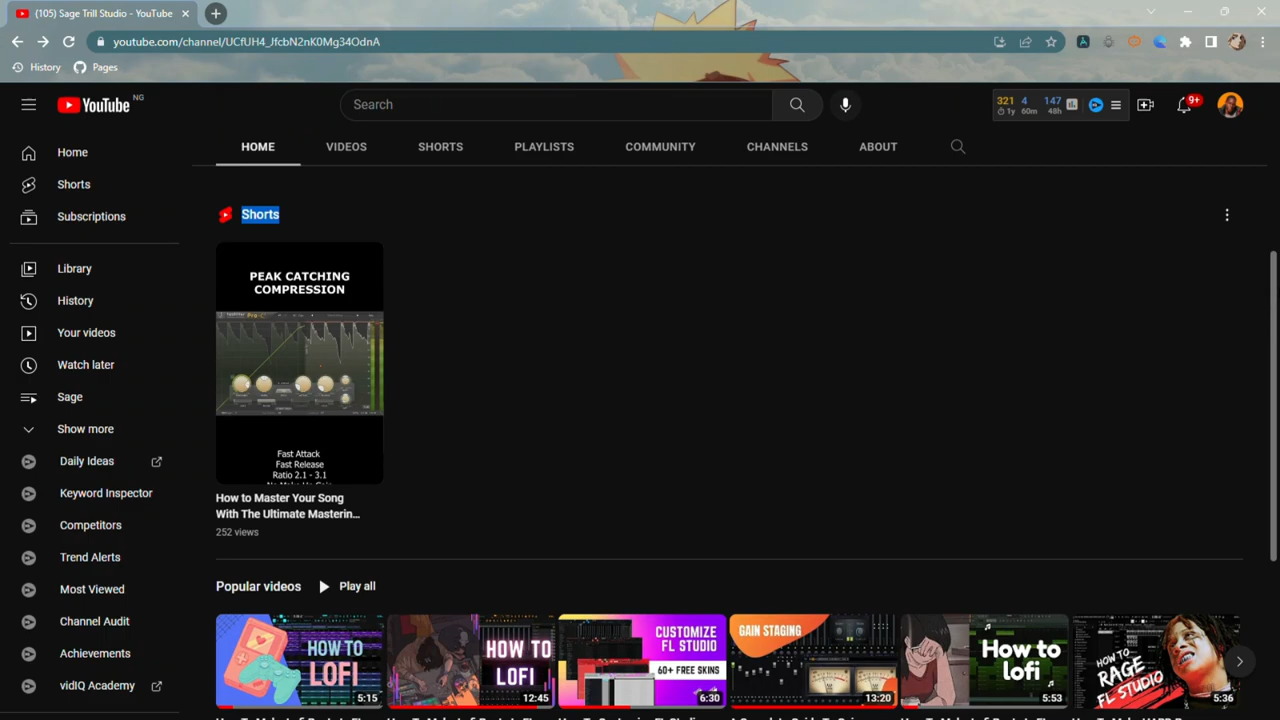 (105) Sage Trill Studio - YouTube
youtube.com/channel/UCfUH4_JfcbN2nK0Mg34OdnA
History
Pages
YouTube NG
Search
321 4 147
1y 60m 48h
9+
HOME VIDEOS SHORTS PLAYLISTS COMMUNITY CHANNELS ABOUT
Home
Shorts
Subscriptions
Library
History
Your videos
Watch later
Sage
Show more
Daily Ideas
Keyword Inspector
Competitors
Trend Alerts
Most Viewed
Channel Audit
Achievements
vidIQ Academy
Shorts
PEAK CATCHING
COMPRESSION
Fast Attack
Fast Release
Ratio 2.1 - 3.1
How to Master Your Song
With The Ultimate Masterin...
252 views
Popular videos
Play all
HOW TO
LOFI
5:15
HOW TO
LOFI
12:45
CUSTOMIZE
FL STUDIO
60+ FREE SKINS
6:30
GAIN STAGING
13:20
How to
lofi
5:53
HOW TO
RAGE
FL STUDIO
5:36